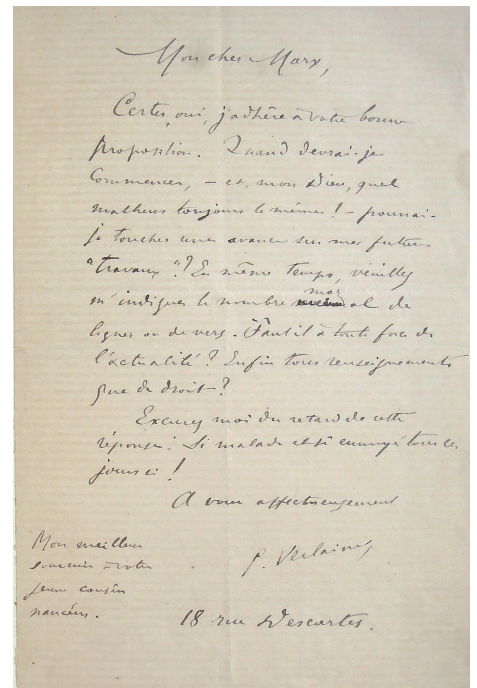 Mon cher Marx,
Certes, oui, j'adhère à votre bonne
proposition. Quand devrai-je
commencer, – et, mon Dieu, quel
malheur toujours le même ! – pourrai-
je toucher une avance sur mes futurs
"travaux" ? En même temps, veuillez
m'indiquer le nombre maximal de
lignes ou de vers. Faut il à toute force de
l'actualité ? Enfin tous renseignements
que de droit ?
Excusez moi du retard de cette
réponse : Si malade et si ennuyé tous ces
jours ci !
A vous affectueusement
P. Verlaine
18 rue Descartes.
Mon meilleur
souvenir à votre
jeune cousin
nancéen.